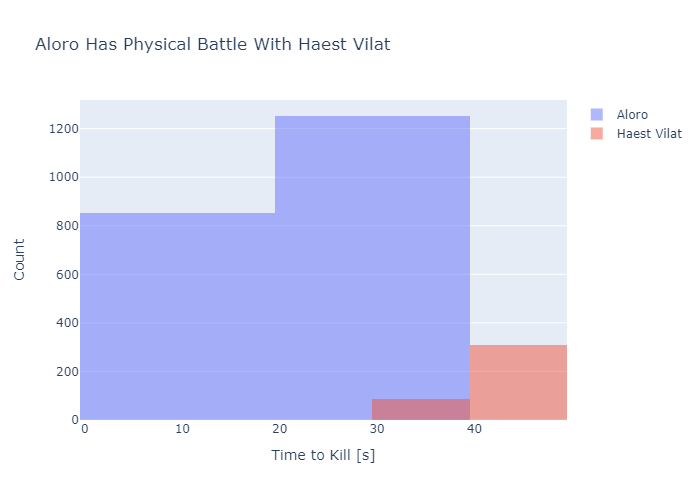 Aloro Has Physical Battle With Haest Vilat
Aloro
Haest Vilat
1200
1000
800
600
400
200
0
Count
0 10 20 30 40
Time to Kill [s]